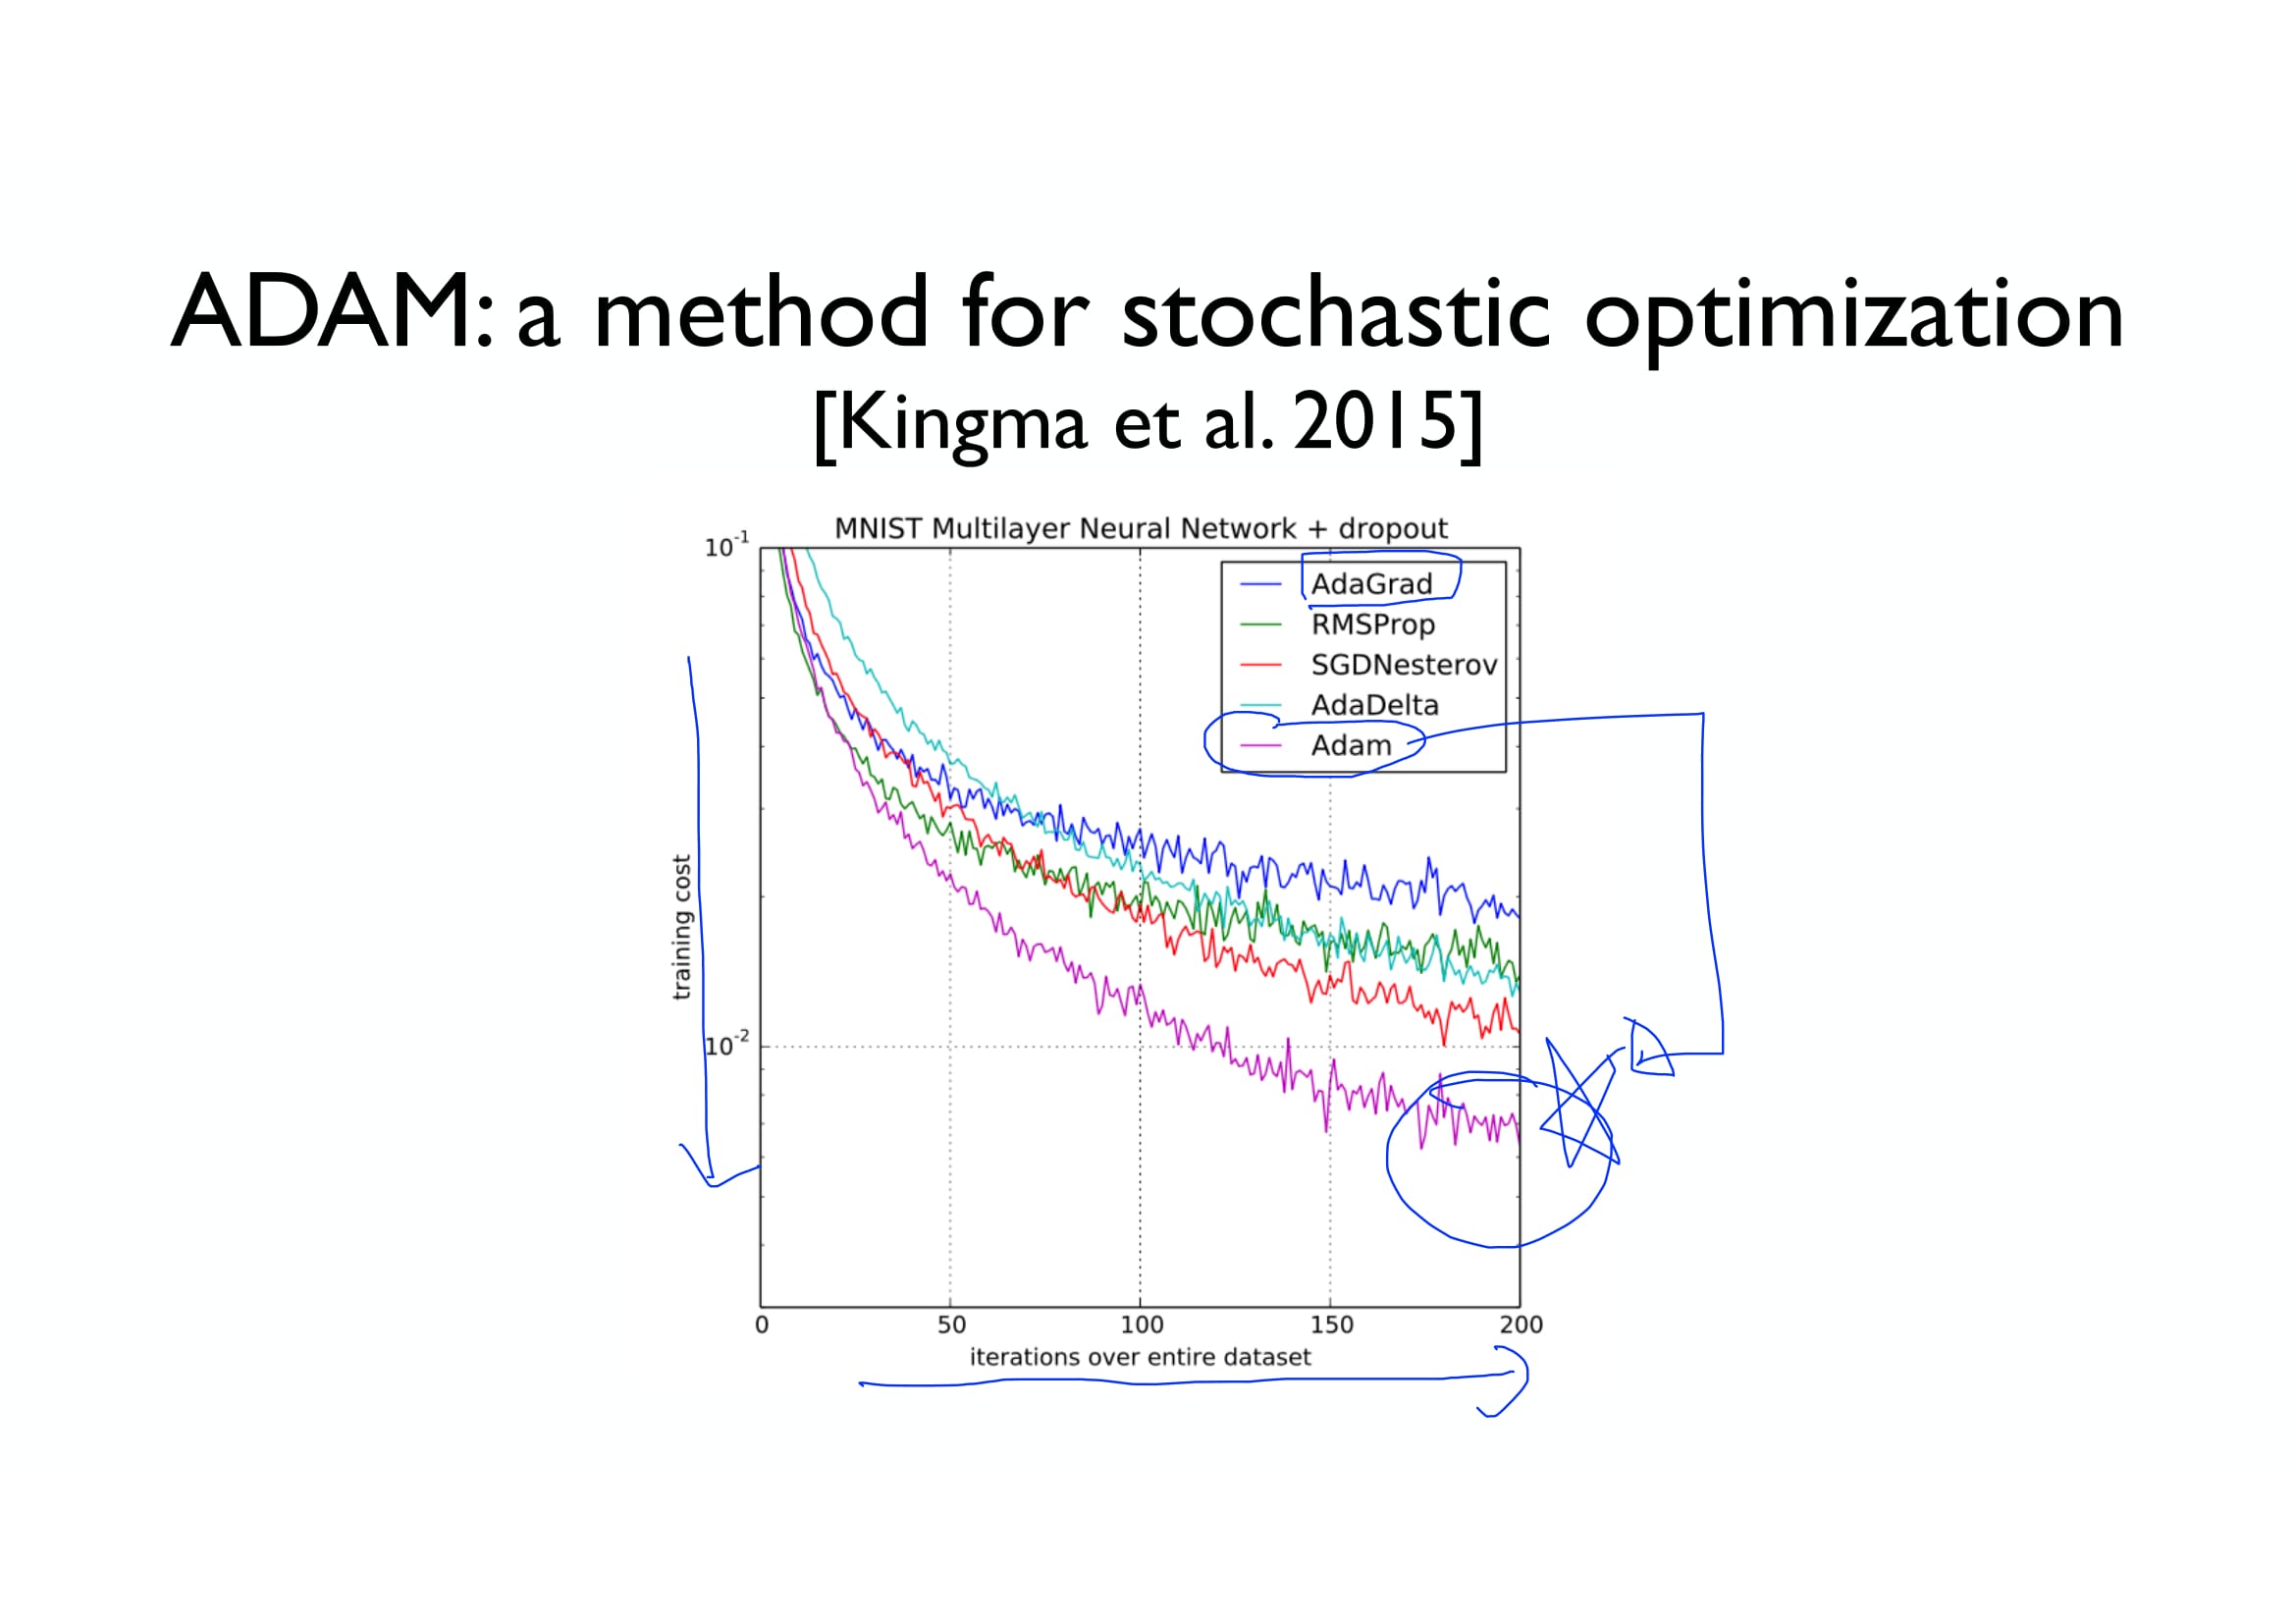 ADAM: a method for stochastic optimization
[Kingma et al. 2015]
MNIST Multilayer Neural Network + dropout
10-1
AdaGrad
RMSProp
SGDNesterov
AdaDelta
Adam
training cost
10-2
0 50 100 150 200
iterations over entire dataset